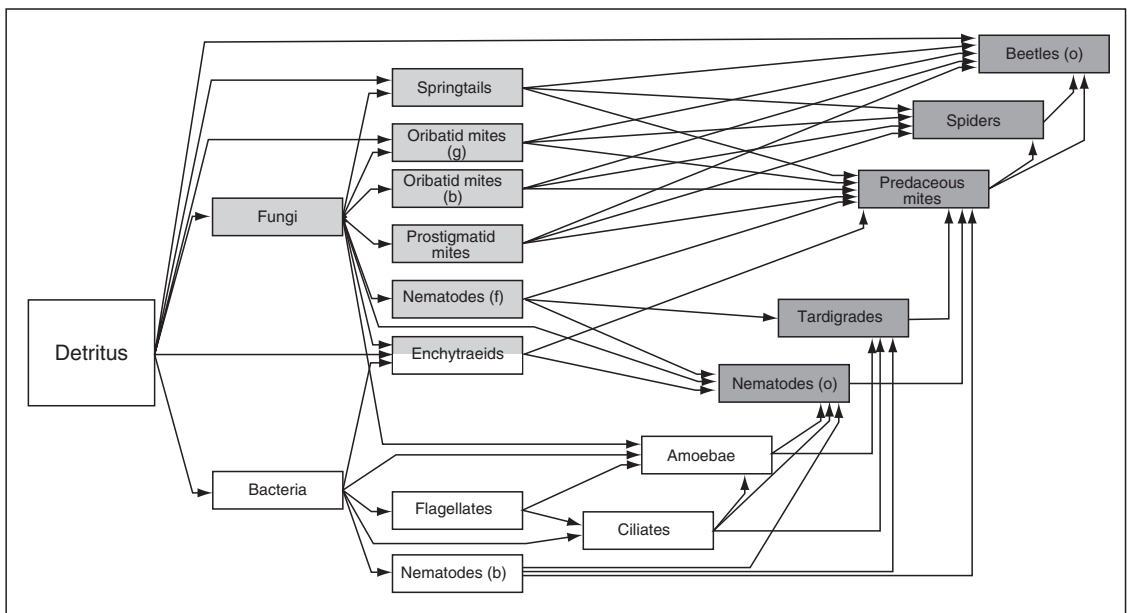 Beetles (o)
Springtails
Spiders
Oribatid mites
(g)
Oribatid mites
(b)
Predaceous
mites
Fungi
Prostigmatid
mites
Nematodes (f)
Tardigrades
Detritus
Enchytraeids
Nematodes (o)
Amoebae
Bacteria
Flagellates
Ciliates
Nematodes (b)